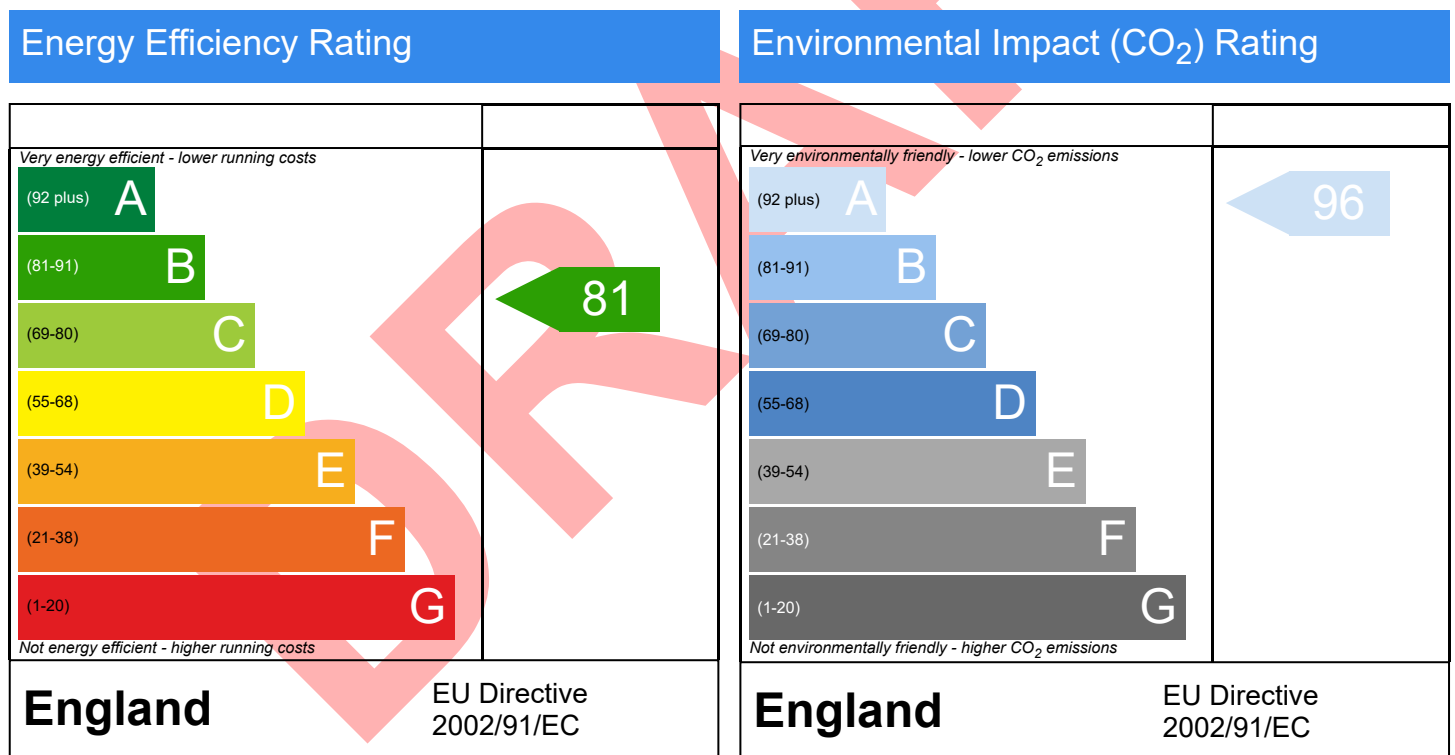 Energy Efficiency Rating
Very energy efficient - lower running costs
(92 plus) A
(81-91) B
(69-80) C
(55-68) D
(39-54) E
(21-38) F
(1-20) G
Not energy efficient - higher running costs
81
England
EU Directive
2002/91/EC
Environmental Impact (CO₂) Rating
Very environmentally friendly - lower CO₂ emissions
(92 plus) A
(81-91) B
(69-80) C
(55-68) D
(39-54) E
(21-38) F
(1-20) G
Not environmentally friendly - higher CO₂ emissions
96
England
EU Directive
2002/91/EC